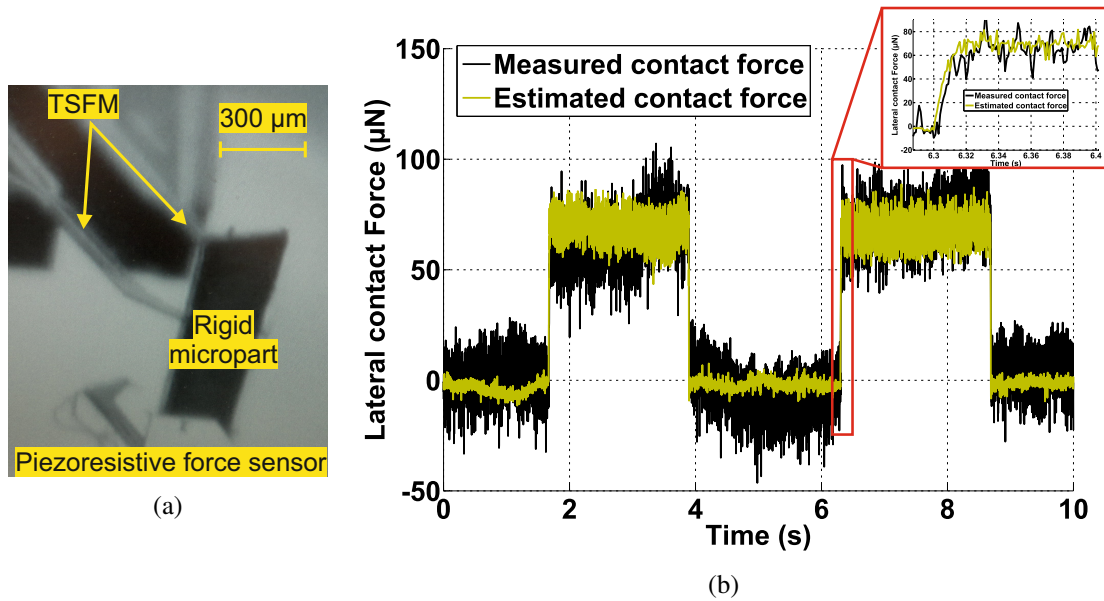 TSFM
300 µm
Rigid
micropart
Piezoresistive force sensor
(a)
Lateral contact Force (µN)
150
100
50
0
-50
Measured contact force
Estimated contact force
0 2 4 6 8 10
Time (s)
Lateral contact Force (µN)
80
60
40
20
0
-20
Measured contact force
Estimated contact force
6.3 6.32 6.34 6.36 6.38 6.4
Time (s)
(b)